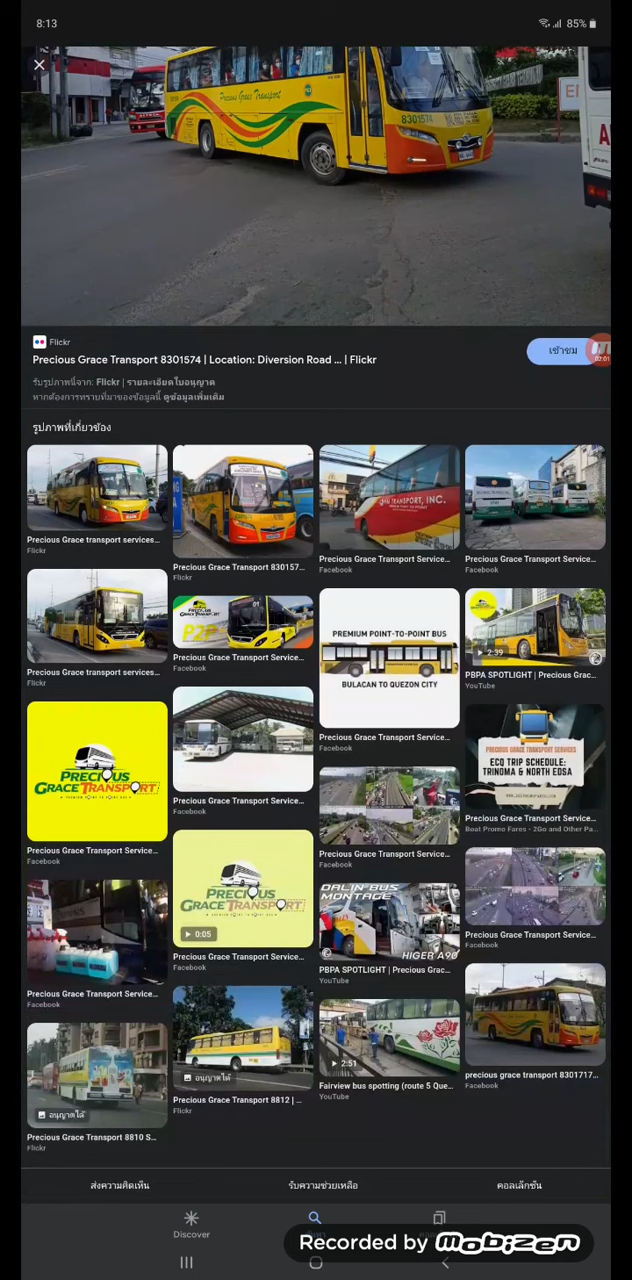 8:13
85%
Precious Grace Transport
8301574
EN
A
Flickr
Precious Grace Transport 8301574 | Location: Diversion Road ... | Flickr
เข้าชม
02:01
รับรูปภาพนี้จาก: Flickr | รายละเอียดใบอนุญาต
หากต้องการทราบที่มาของข้อมูลนี้ ดูข้อมูลเพิ่มเติม
รูปภาพที่เกี่ยวข้อง
Precious Grace transport services...
Flickr
Precious Grace Transport 830157...
Flickr
TRANSPORT, INC.
Precious Grace Transport Service...
Facebook
Precious Grace Transport Service...
Facebook
Precious Grace transport services...
Flickr
PRECIOUS
GRACE TRANSPORT
P2P
01
Precious Grace Transport Service...
Facebook
PREMIUM POINT-TO-POINT BUS
BULACAN TO QUEZON CITY
Precious Grace Transport Service...
Facebook
2:39
PBPA SPOTLIGHT | Precious Grac...
YouTube
PRECIOUS
GRACE TRANSPORT
Precious Grace Transport Service...
Facebook
Precious Grace Transport Service...
Facebook
PRECIOUS GRACE TRANSPORT SERVICES
ECQ TRIP SCHEDULE:
TRINOMA & NORTH EDSA
Precious Grace Transport Service...
Boat Promo Fares - 2Go and Other Pa...
Precious Grace Transport Service...
Facebook
PRECIOUS
GRACE TRANSPORT
0:05
Precious Grace Transport Service...
Facebook
Precious Grace Transport Service...
Facebook
Precious Grace Transport Service...
Facebook
DALIN BUS
MONTAGE
HIGER A90
PBPA SPOTLIGHT | Precious Grac...
YouTube
อนุญาตได้
Precious Grace Transport 8810 S...
Flickr
อนุญาตได้
Precious Grace Transport 8812 | ...
Flickr
2:51
Fairview bus spotting (route 5 Que...
YouTube
precious grace transport 8301717...
Facebook
ส่งความคิดเห็น
รับความช่วยเหลือ
คอลเล็กชัน
Discover
Recorded by mobizen